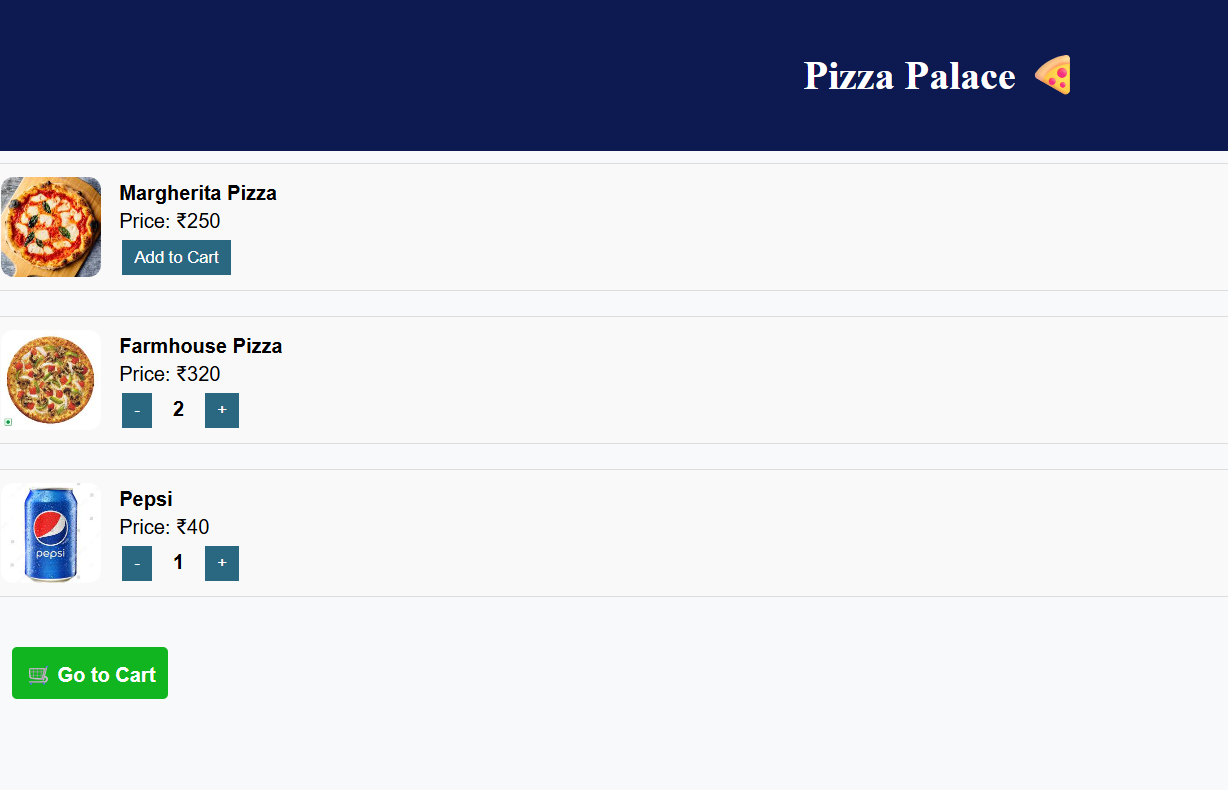 Pizza Palace 🍕
Margherita Pizza
Price: ₹250
Add to Cart
Farmhouse Pizza
Price: ₹320
- 2 +
Pepsi
Price: ₹40
- 1 +
pepsi
🛒 Go to Cart